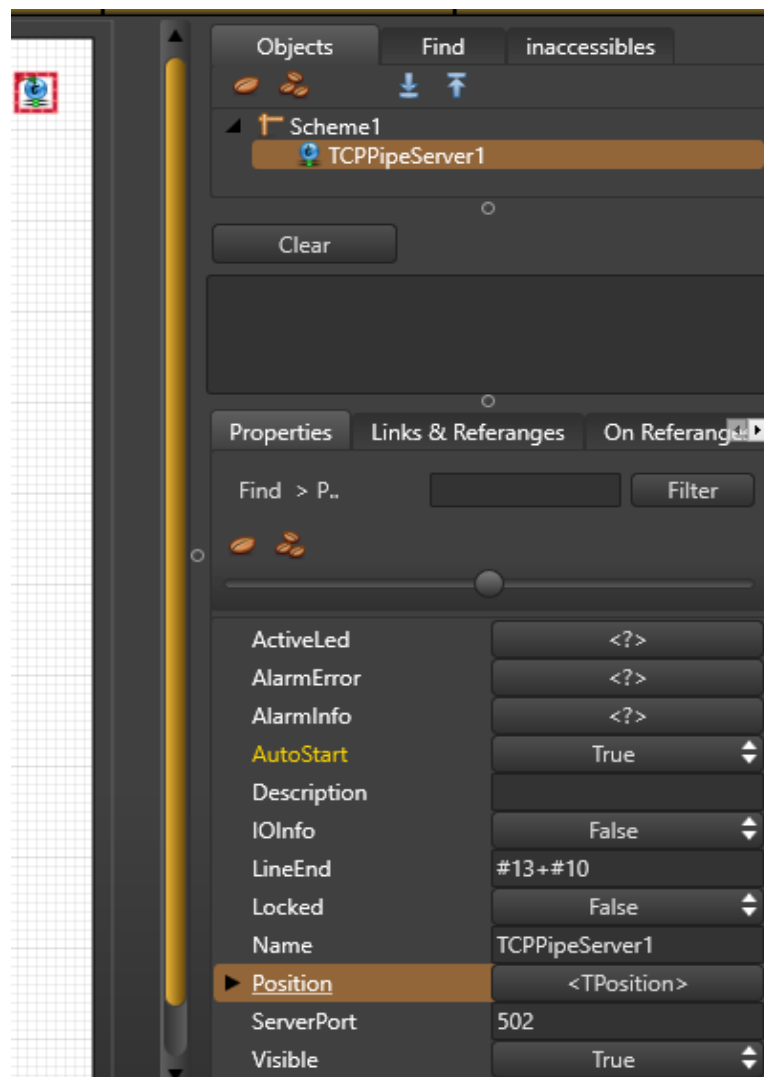 Objects Find inaccessibles
Scheme1
TCPPipeServer1
Clear
Properties Links & Referanges On Referang
Find > P.. Filter
ActiveLed <?>
AlarmError <?>
AlarmInfo <?>
AutoStart True
Description
IOInfo False
LineEnd #13+#10
Locked False
Name TCPPipeServer1
Position <TPosition>
ServerPort 502
Visible True